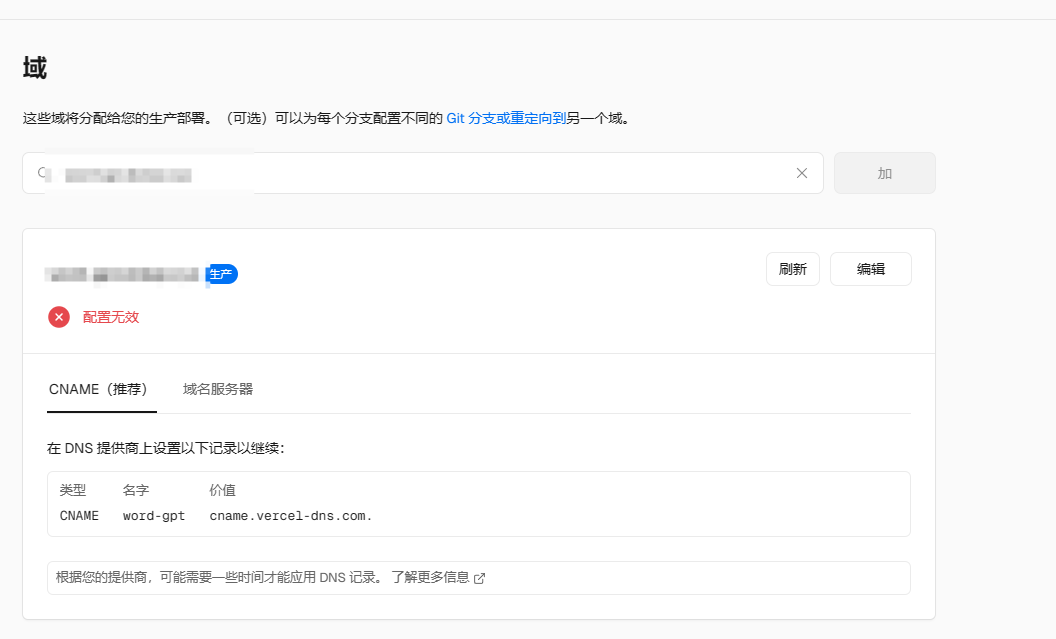 域
这些域将分配给您的生产部署。（可选）可以为每个分支配置不同的 Git 分支或重定向到另一个域。
加
生产
刷新
编辑
配置无效
CNAME（推荐）
域名服务器
在 DNS 提供商上设置以下记录以继续：
类型 名字 价值
CNAME word-gpt cname.vercel-dns.com.
根据您的提供商，可能需要一些时间才能应用 DNS 记录。 了解更多信息